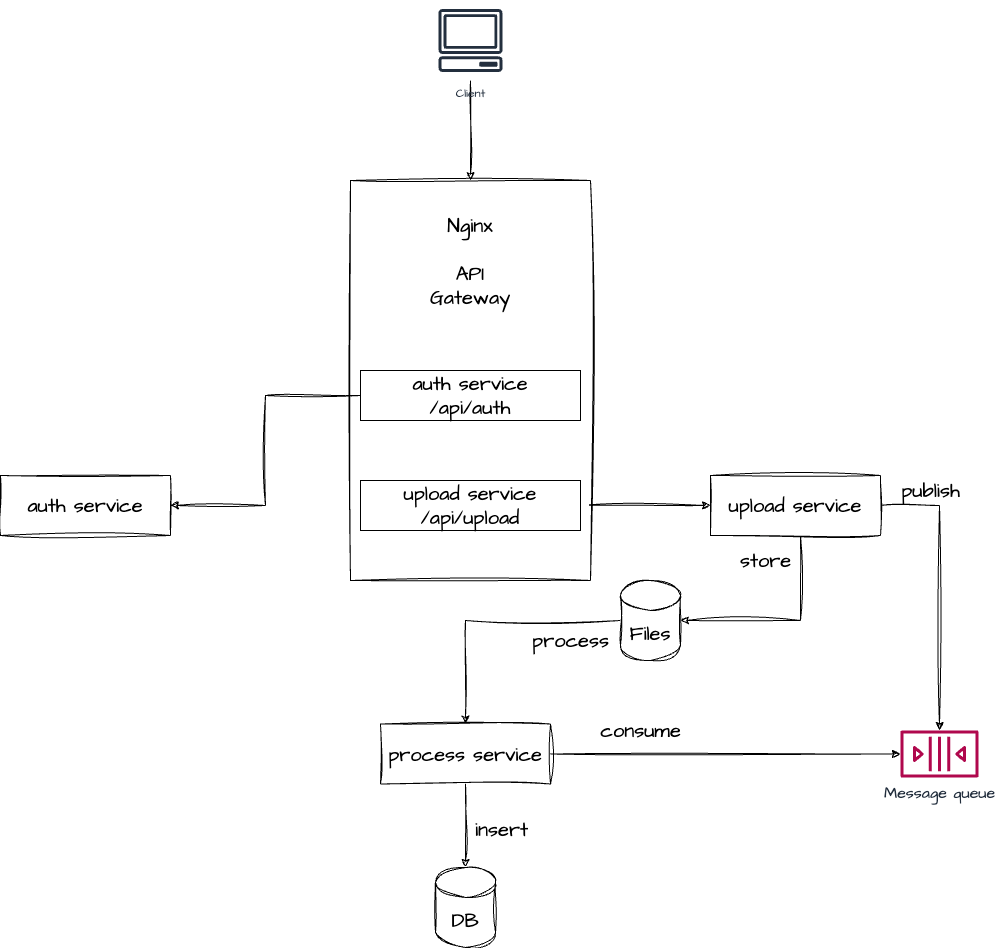 Client
Nginx
API
Gateway
auth service
/api/auth
upload service
/api/upload
auth service
upload service
publish
store
Files
process
process service
consume
Message queue
insert
DB